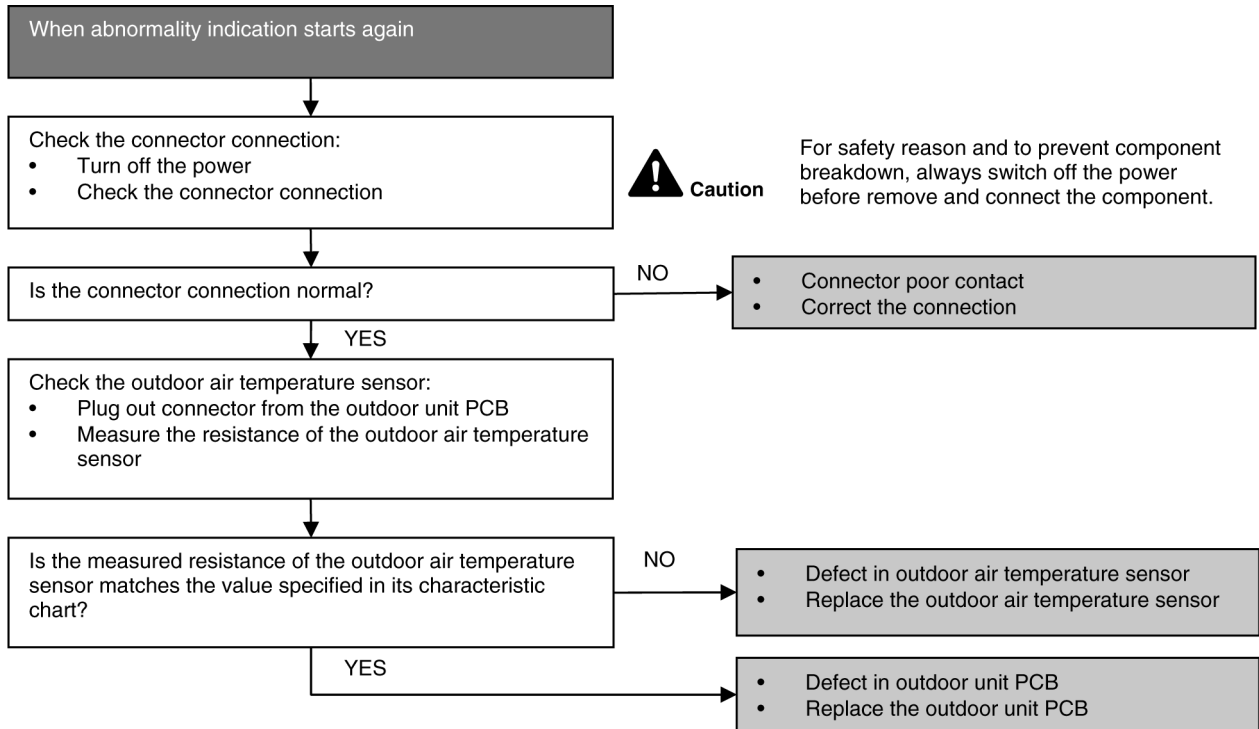 When abnormality indication starts again
Check the connector connection:
• Turn off the power
• Check the connector connection
Caution
For safety reason and to prevent component
breakdown, always switch off the power
before remove and connect the component.
Is the connector connection normal?
NO
• Connector poor contact
• Correct the connection
YES
Check the outdoor air temperature sensor:
• Plug out connector from the outdoor unit PCB
• Measure the resistance of the outdoor air temperature
sensor
Is the measured resistance of the outdoor air temperature
sensor matches the value specified in its characteristic
chart?
NO
• Defect in outdoor air temperature sensor
• Replace the outdoor air temperature sensor
YES
• Defect in outdoor unit PCB
• Replace the outdoor unit PCB